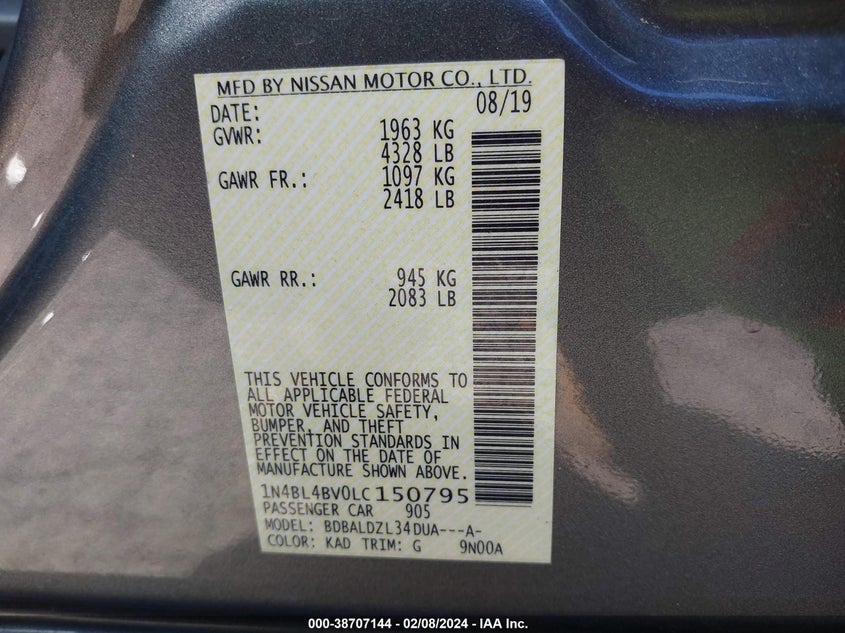 MFD BY NISSAN MOTOR CO., LTD.
DATE: 08/19
GVWR: 1963 KG
4328 LB
GAWR FR.: 1097 KG
2418 LB
GAWR RR.: 945 KG
2083 LB
THIS VEHICLE CONFORMS TO
ALL APPLICABLE FEDERAL
MOTOR VEHICLE SAFETY,
BUMPER, AND THEFT
PREVENTION STANDARDS IN
EFFECT ON THE DATE OF
MANUFACTURE SHOWN ABOVE.
1N4BL4BV0LC150795
PASSENGER CAR 905
MODEL: BDBALDZL34DUA---A-
COLOR: KAD TRIM: G 9N00A
000-38707144 — 02/08/2024 — IAA Inc.